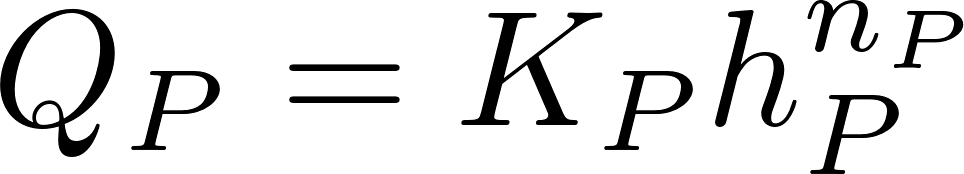 Q_P = K_P h_P^{n_P}